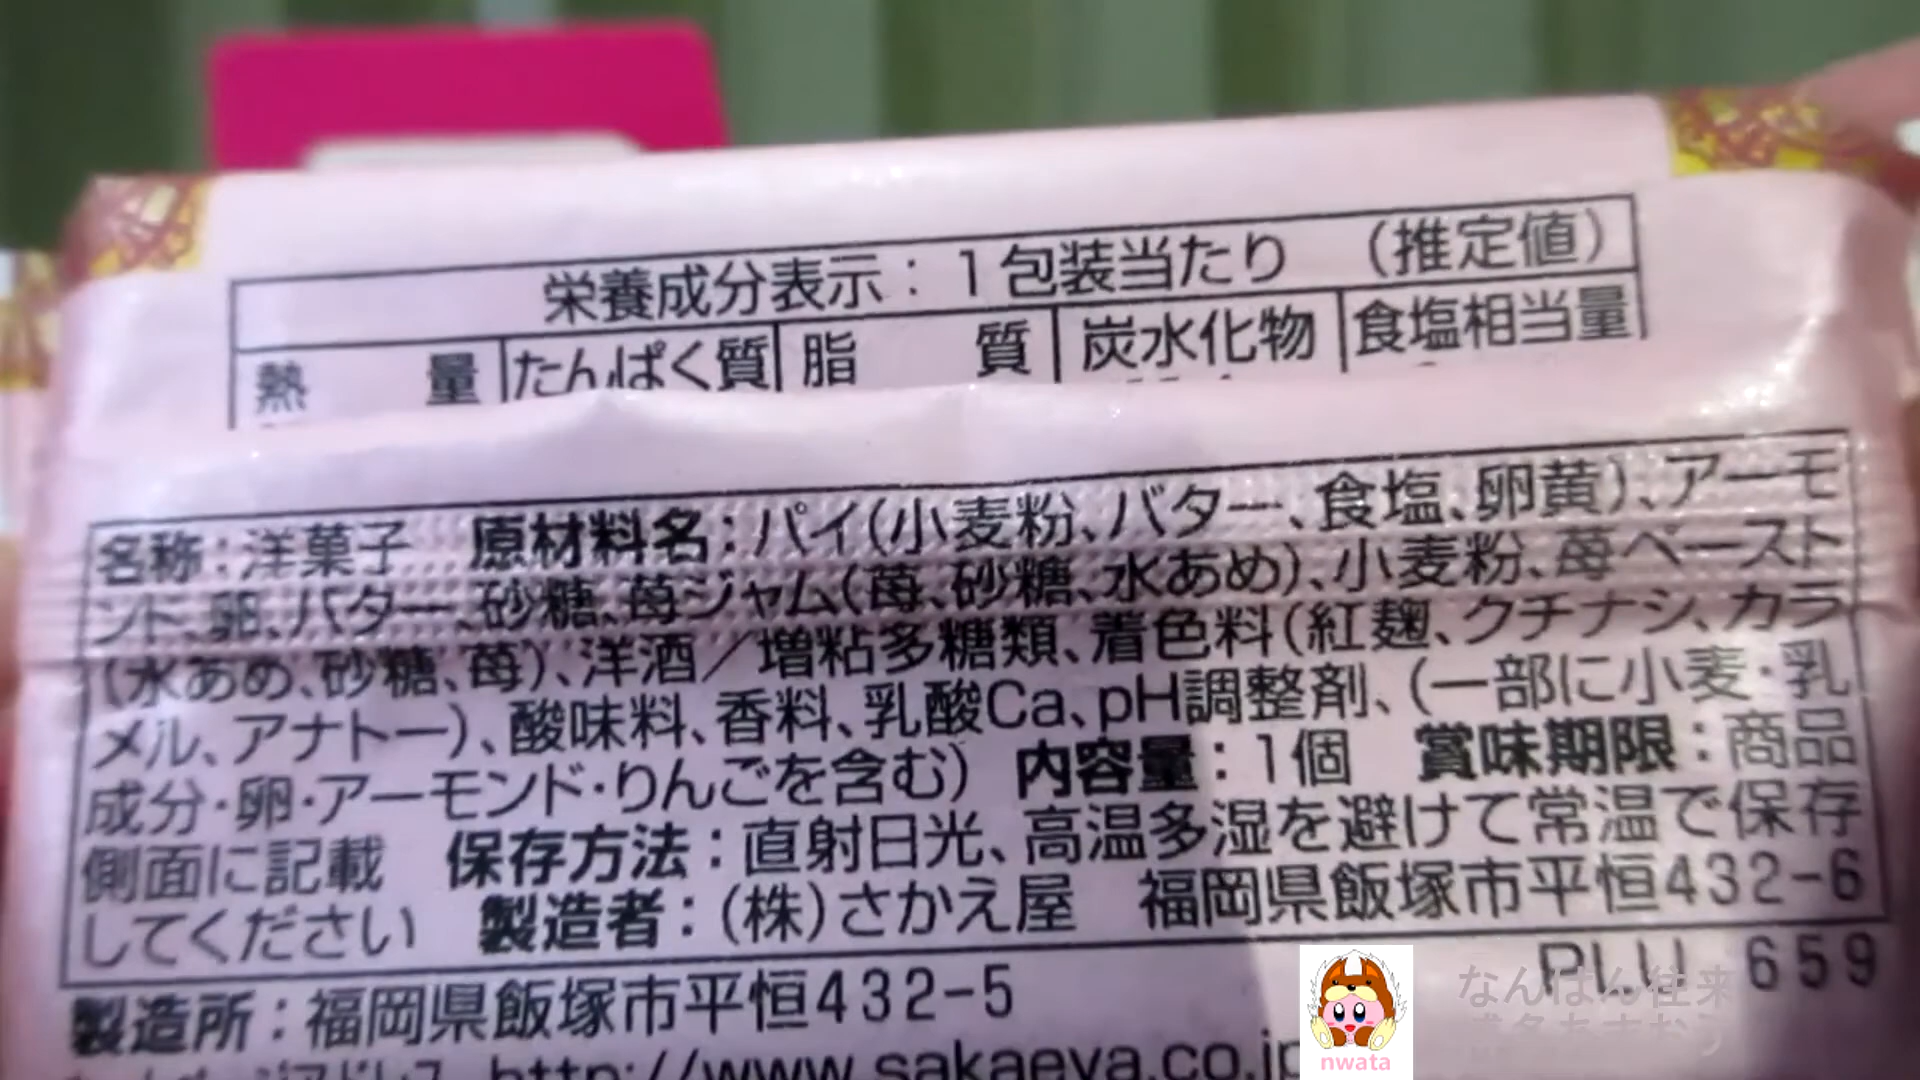 栄養成分表示：1包装当たり （推定値）
熱量 たんぱく質 脂質 炭水化物 食塩相当量
名称：洋菓子 原材料名：パイ（小麦粉、バター、食塩、卵黄）、アーモ
ンド、卵、バター、砂糖、苺ジャム（苺、砂糖、水あめ）、小麦粉、苺ペースト
（水あめ、砂糖、苺）、洋酒／増粘多糖類、着色料（紅麹、クチナシ、カラ
メル、アナトー）、酸味料、香料、乳酸Ca、pH調整剤、（一部に小麦・乳
成分・卵・アーモンド・りんごを含む） 内容量：1個 賞味期限：商品
側面に記載 保存方法：直射日光、高温多湿を避けて常温で保存
してください 製造者：（株）さかえ屋 福岡県飯塚市平恒432-6
製造所：福岡県飯塚市平恒432-5
PLU 659
http://www.sakaeya.co.jp
なんはん往来
nwata